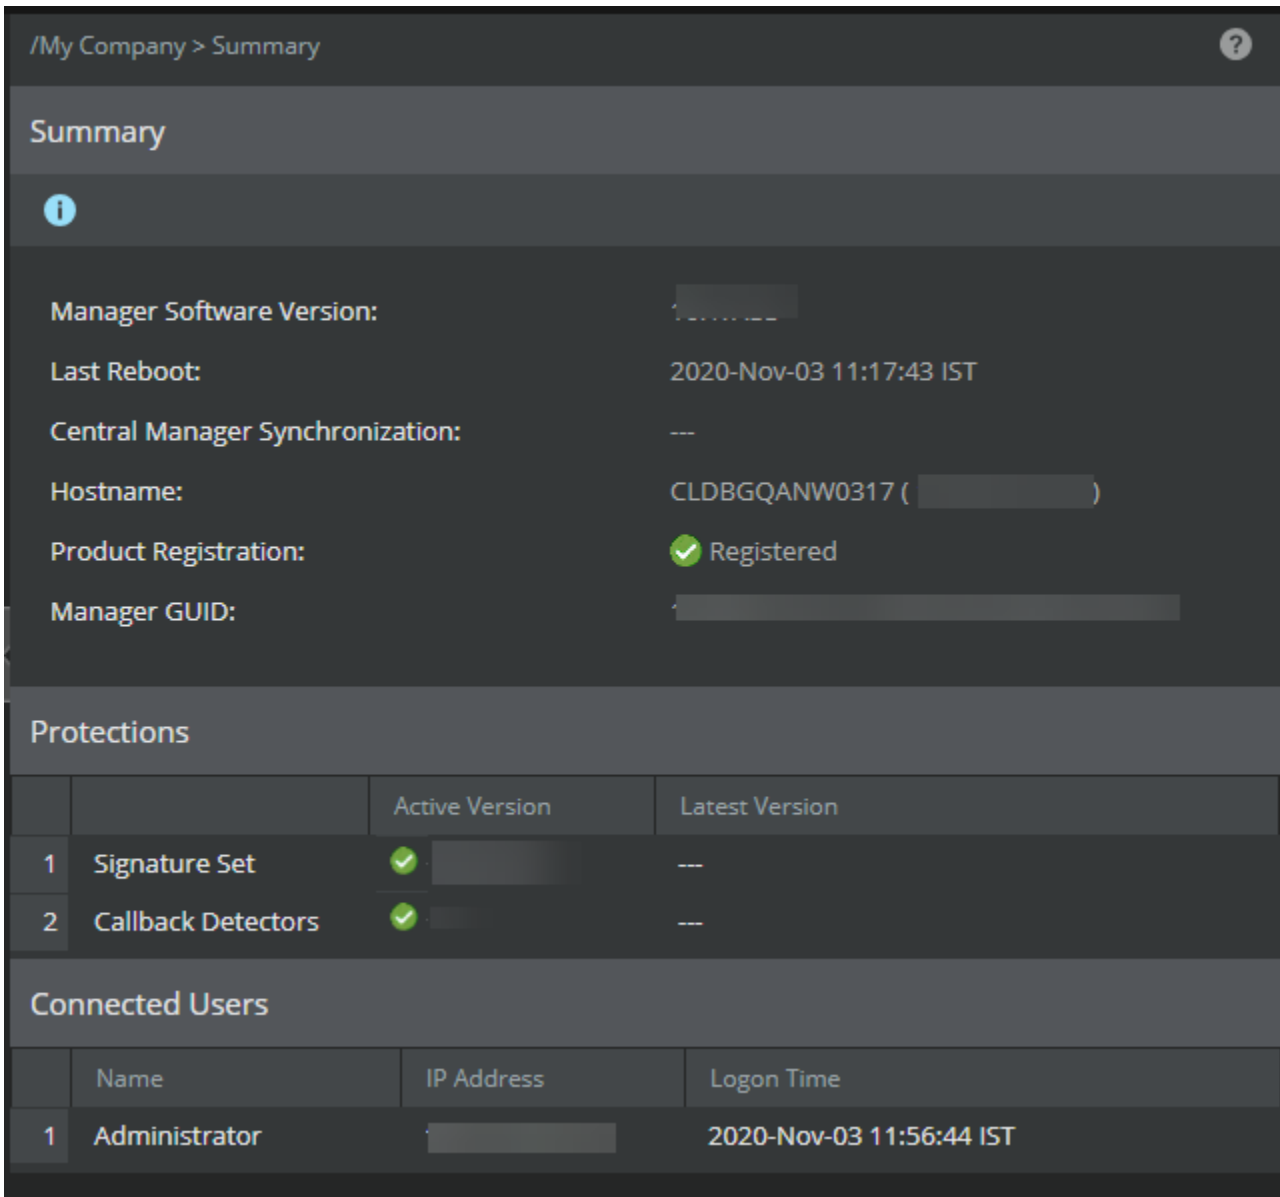 /My Company > Summary
Summary
Manager Software Version:
Last Reboot: 2020-Nov-03 11:17:43 IST
Central Manager Synchronization: ---
Hostname: CLDBGQANW0317 ( )
Product Registration: Registered
Manager GUID:
Protections
Active Version Latest Version
1 Signature Set ---
2 Callback Detectors ---
Connected Users
Name IP Address Logon Time
1 Administrator 2020-Nov-03 11:56:44 IST